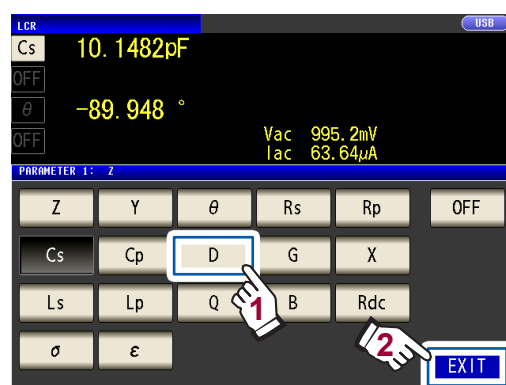 LCR USB
Cs 10.1482pF
OFF
θ -89.948 °
OFF Vac 995.2mV
Iac 63.64μA
PARAMETER 1: Z
Z Y θ Rs Rp OFF
Cs Cp D G X
Ls Lp Q B Rdc
1
2
σ ε EXIT